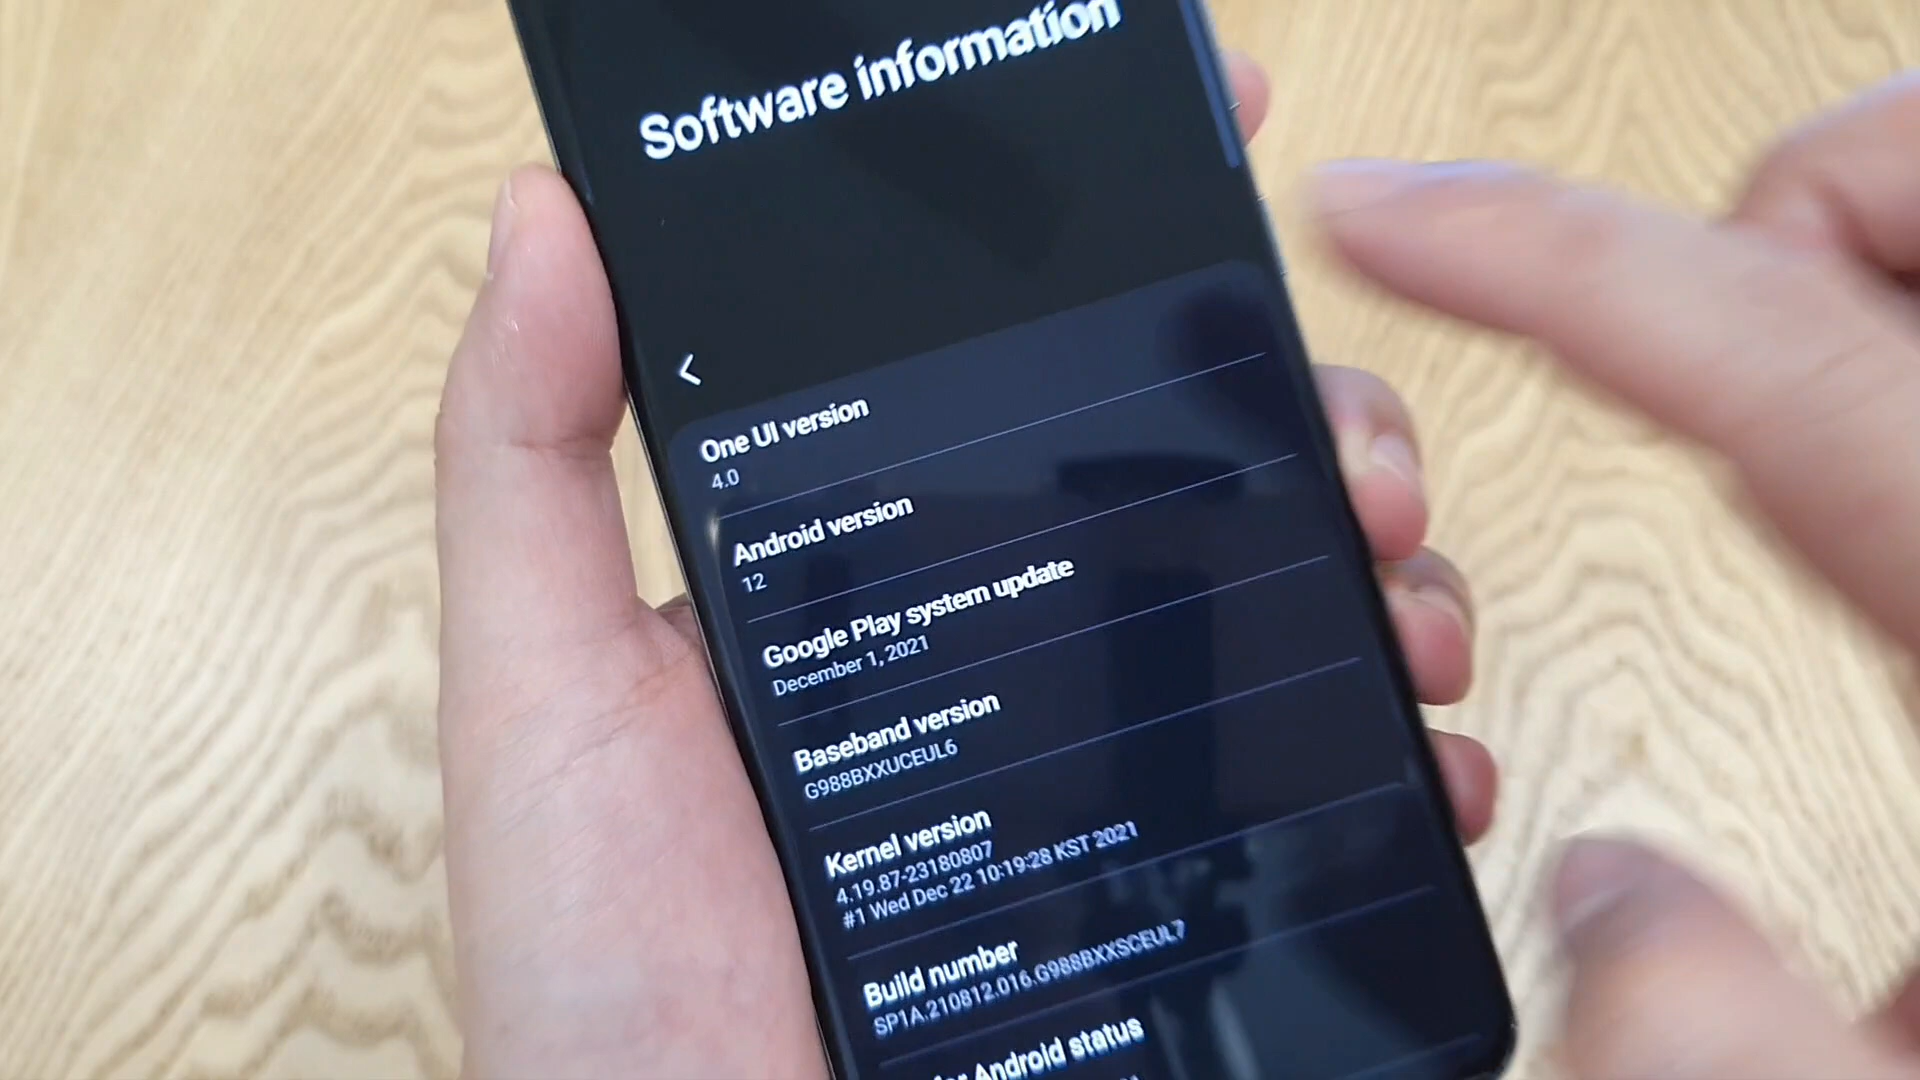 Software information
One UI version
4.0
Android version
12
Google Play system update
December 1, 2021
Baseband version
G988BXXUCEUL6
Kernel version
4.19.87-23180807
#1 Wed Dec 22 10:19:28 KST 2021
Build number
SP1A.210812.016.G988BXXSCEUL7
Android status